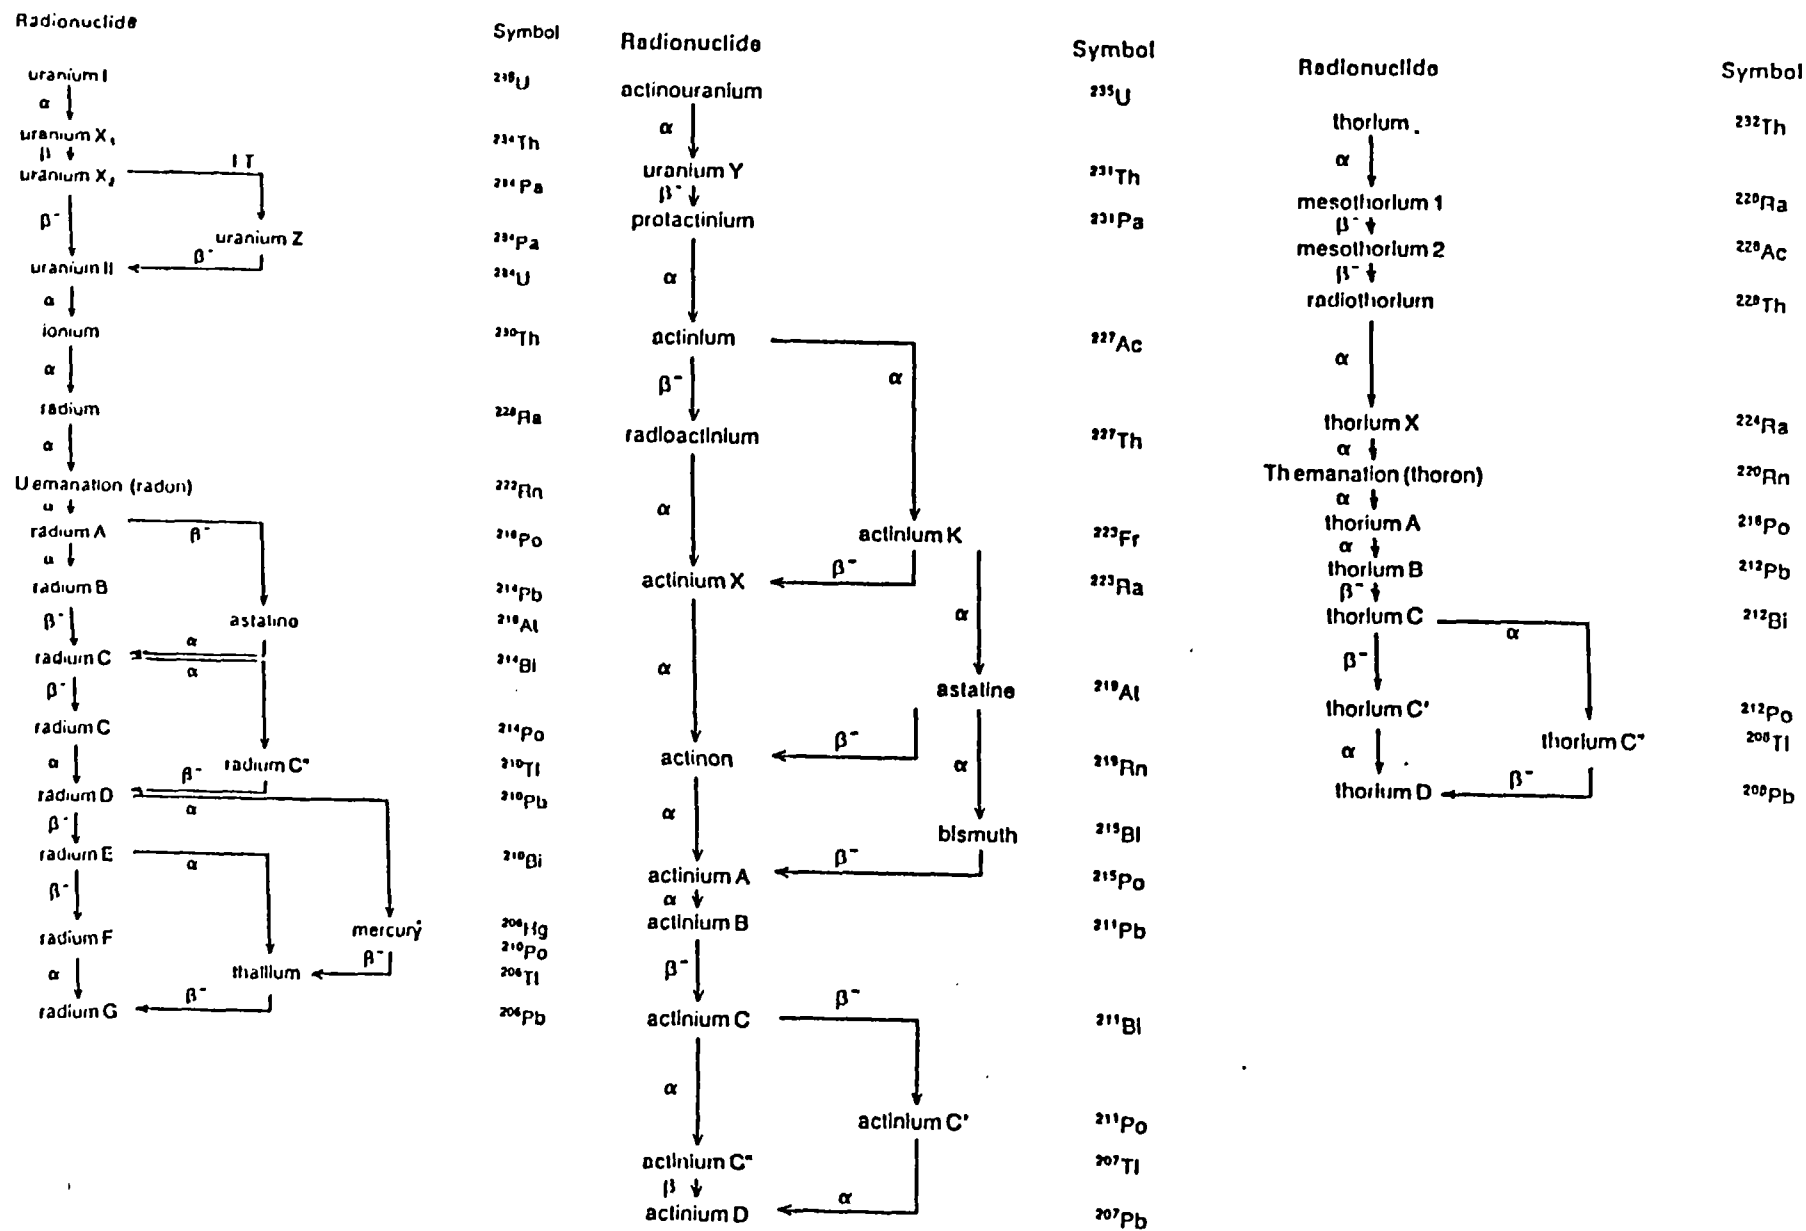 Radionuclide Symbol
uranium I ²³⁸U
α
uranium X₁ ²³⁴Th
β I T
uranium X₂ ²³⁴Pa
β⁻
uranium Z ²³⁴Pa
β⁻
uranium II ²³⁴U
α
ionium ²³⁰Th
α
radium ²²⁶Ra
α
U emanation (radon) ²²²Rn
α
radium A ²¹⁸Po
β⁻
α
radium B ²¹⁴Pb
β⁻
astatine ²¹⁸At
α
radium C ²¹⁴Bi
α
β⁻
radium C ²¹⁴Po
α
radium C" ²¹⁰Tl
β⁻
radium D ²¹⁰Pb
α
β⁻
radium E ²¹⁰Bi
α
β⁻
mercury ²⁰⁶Hg
radium F ²¹⁰Po
β⁻
α
thallium ²⁰⁶Tl
β⁻
radium G ²⁰⁶Pb
Radionuclide Symbol
actinouranium ²³⁵U
α
uranium Y ²³¹Th
β⁻
protactinium ²³¹Pa
α
actinium ²²⁷Ac
β⁻ α
radioactinium ²²⁷Th
α
actinium K ²²³Fr
β⁻
actinium X ²²³Ra
α
α
astatine ²¹⁹At
β⁻
actinon ²¹⁹Rn
α
α
bismuth ²¹⁵Bi
β⁻
actinium A ²¹⁵Po
α
actinium B ²¹¹Pb
β⁻
β⁻
actinium C ²¹¹Bi
α
actinium C' ²¹¹Po
actinium C" ²⁰⁷Tl
β α
actinium D ²⁰⁷Pb
Radionuclide Symbol
thorium ²³²Th
α
mesothorium 1 ²²⁸Ra
β⁻
mesothorium 2 ²²⁸Ac
β⁻
radiothorium ²²⁸Th
α
thorium X ²²⁴Ra
α
Th emanation (thoron) ²²⁰Rn
α
thorium A ²¹⁶Po
α
thorium B ²¹²Pb
β⁻
thorium C ²¹²Bi
α
β⁻
thorium C' ²¹²Po
thorium C" ²⁰⁸Tl
α
β⁻
thorium D ²⁰⁸Pb